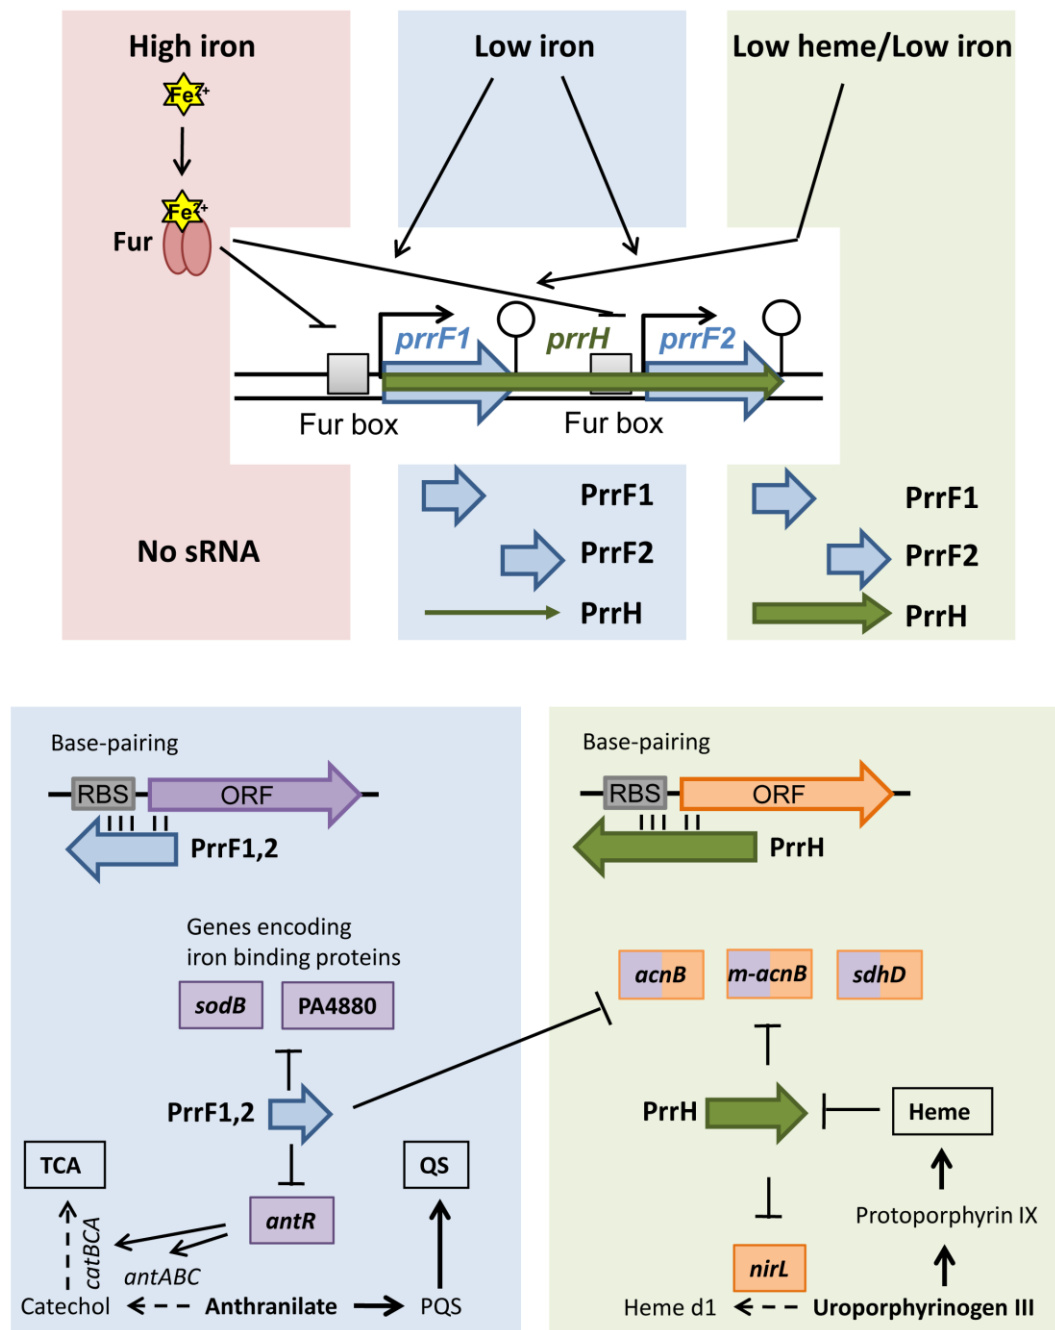 High iron
Low iron
Low heme/Low iron
Fe2+
Fe2+
Fur
prrF1
prrH
prrF2
Fur box
Fur box
No sRNA
PrrF1
PrrF2
PrrH
PrrF1
PrrF2
PrrH
Base-pairing
RBS
ORF
PrrF1,2
Genes encoding
iron binding proteins
sodB
PA4880
PrrF1,2
TCA
QS
antR
catBCA
antABC
Catechol
Anthranilate
PQS
Base-pairing
RBS
ORF
PrrH
acnB
m-acnB
sdhD
PrrH
Heme
Protoporphyrin IX
nirL
Heme d1
Uroporphyrinogen III